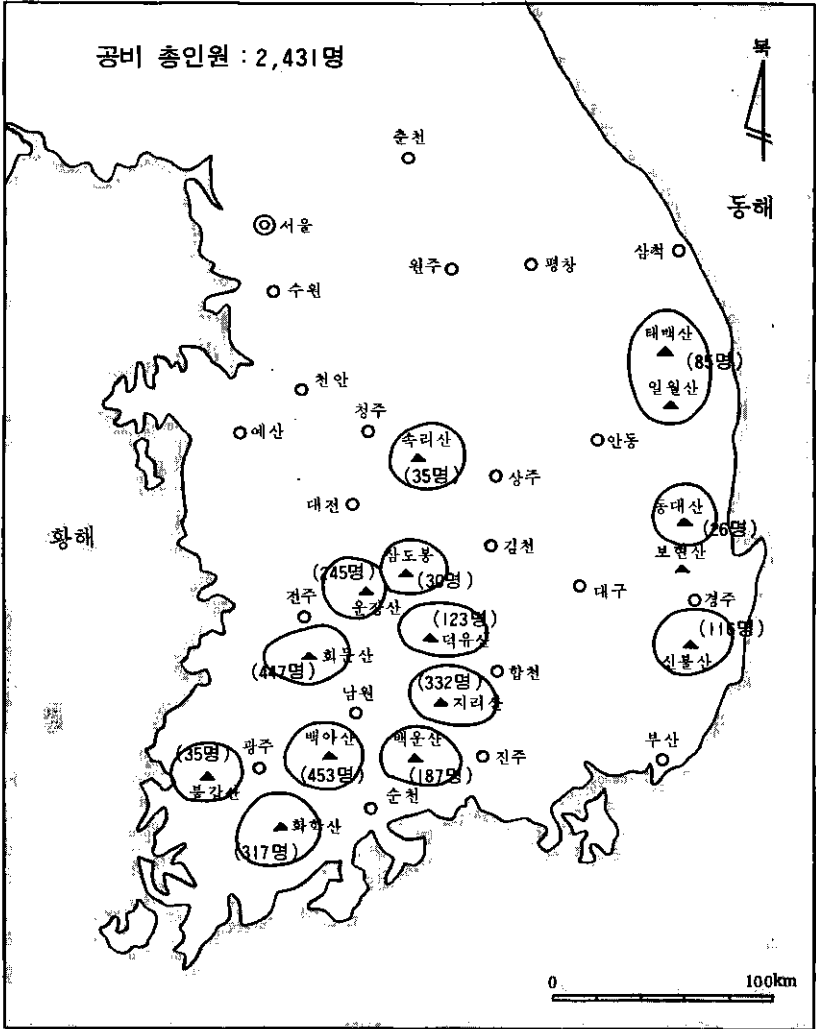 공비 총인원 : 2,431명
북
춘천
동해
서울
삼척
원주
평창
수원
태백산
(85명)
일월산
천안
청주
예산
속리산
안동
(35명)
상주
대전
동대산
(26명)
황해
김천
삼도봉
보현산
(245명)
(30명)
대구
운장산
경주
전주
(123명)
(116명)
덕유산
회문산
신불산
(447명)
합천
(332명)
지리산
남원
백아산
백운산
부산
(35명)
광주
진주
(453명)
(187명)
불갑산
순천
화학산
(317명)
0 100km